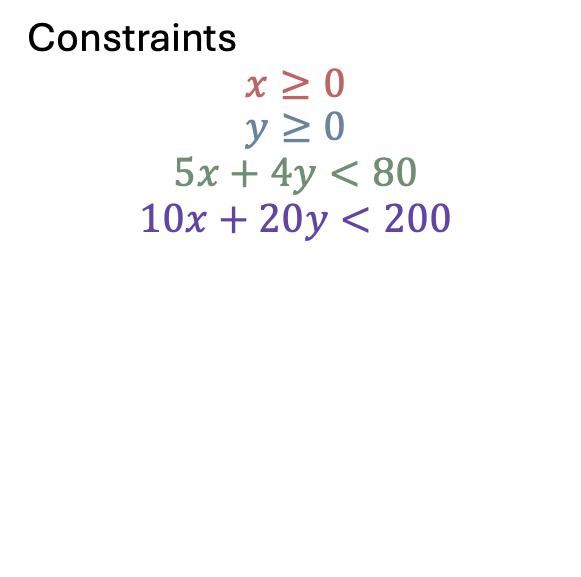 Constraints
x ≥ 0
y ≥ 0
5x + 4y < 80
10x + 20y < 200